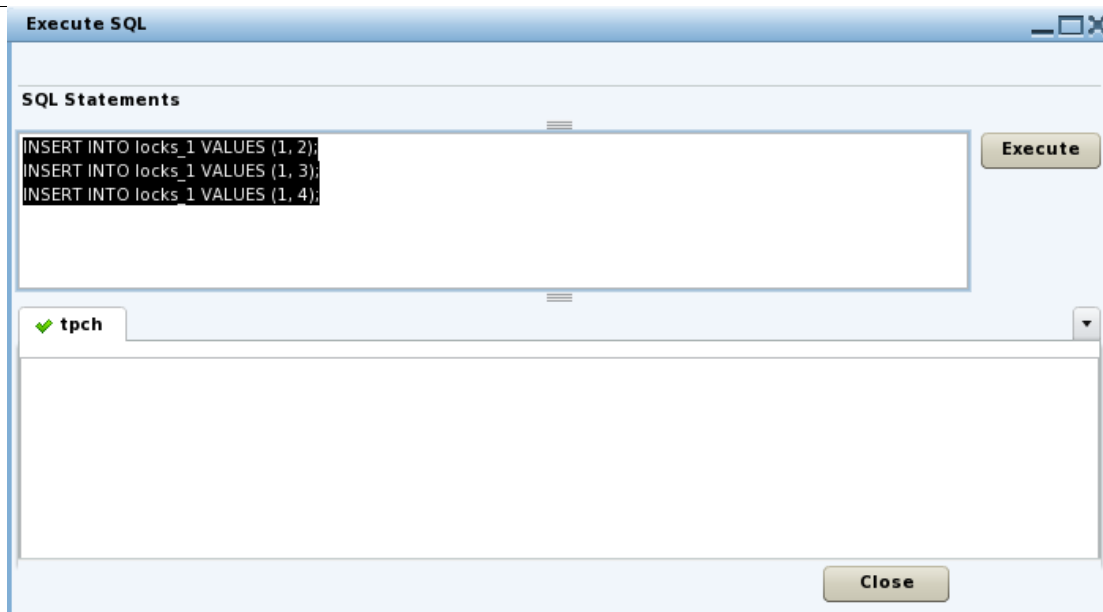 Execute SQL
SQL Statements
INSERT INTO locks_1 VALUES (1, 2);
INSERT INTO locks_1 VALUES (1, 3);
INSERT INTO locks_1 VALUES (1, 4);
Execute
tpch
Close